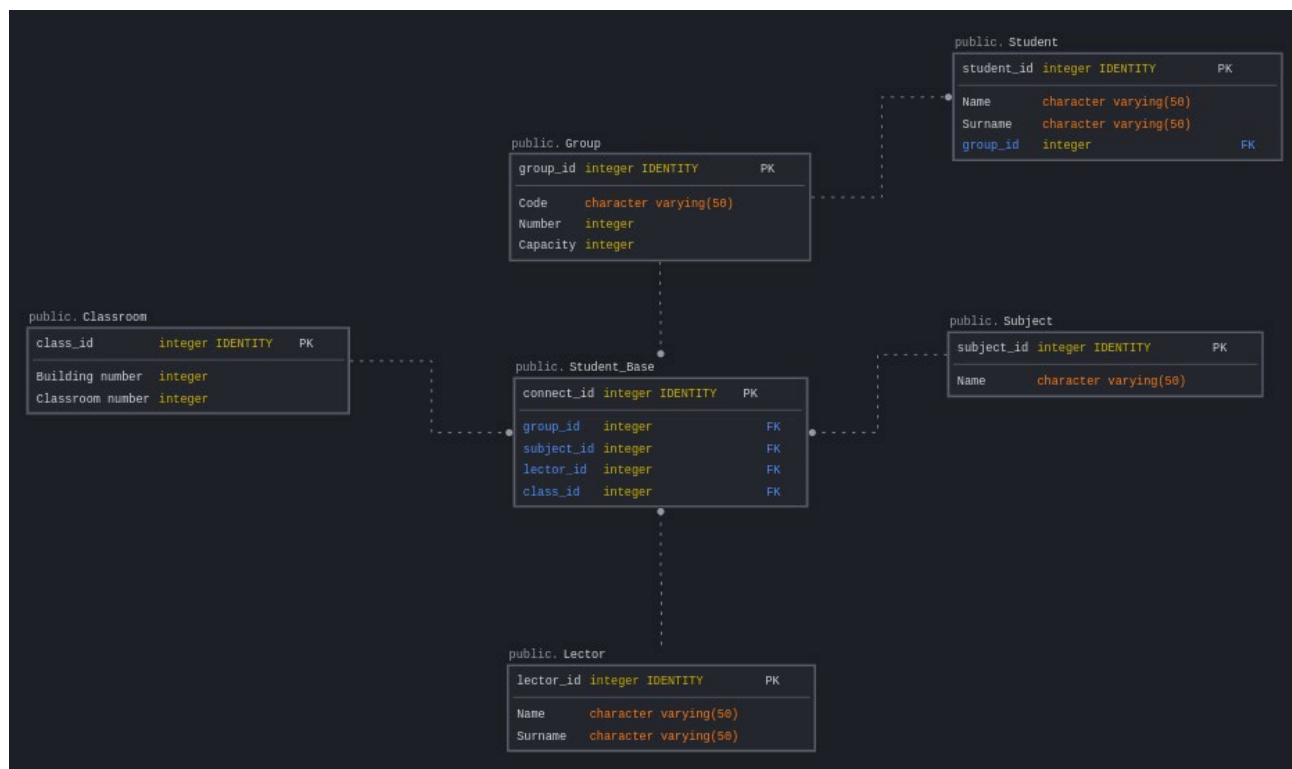 public. Student
student_id integer IDENTITY PK
Name character varying(50)
Surname character varying(50)
group_id integer FK
public. Group
group_id integer IDENTITY PK
Code character varying(50)
Number integer
Capacity integer
public. Classroom
class_id integer IDENTITY PK
Building number integer
Classroom number integer
public. Subject
subject_id integer IDENTITY PK
Name character varying(50)
public. Student_Base
connect_id integer IDENTITY PK
group_id integer FK
subject_id integer FK
lector_id integer FK
class_id integer FK
public. Lector
lector_id integer IDENTITY PK
Name character varying(50)
Surname character varying(50)